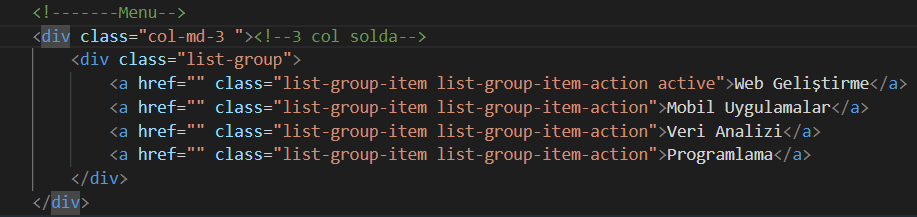 <!-------Menu-->
<div class="col-md-3 "><!--3 col solda-->
<div class="list-group">
<a href="" class="list-group-item list-group-item-action active">Web Geliştirme</a>
<a href="" class="list-group-item list-group-item-action">Mobil Uygulamalar</a>
<a href="" class="list-group-item list-group-item-action">Veri Analizi</a>
<a href="" class="list-group-item list-group-item-action">Programlama</a>
</div>
</div>